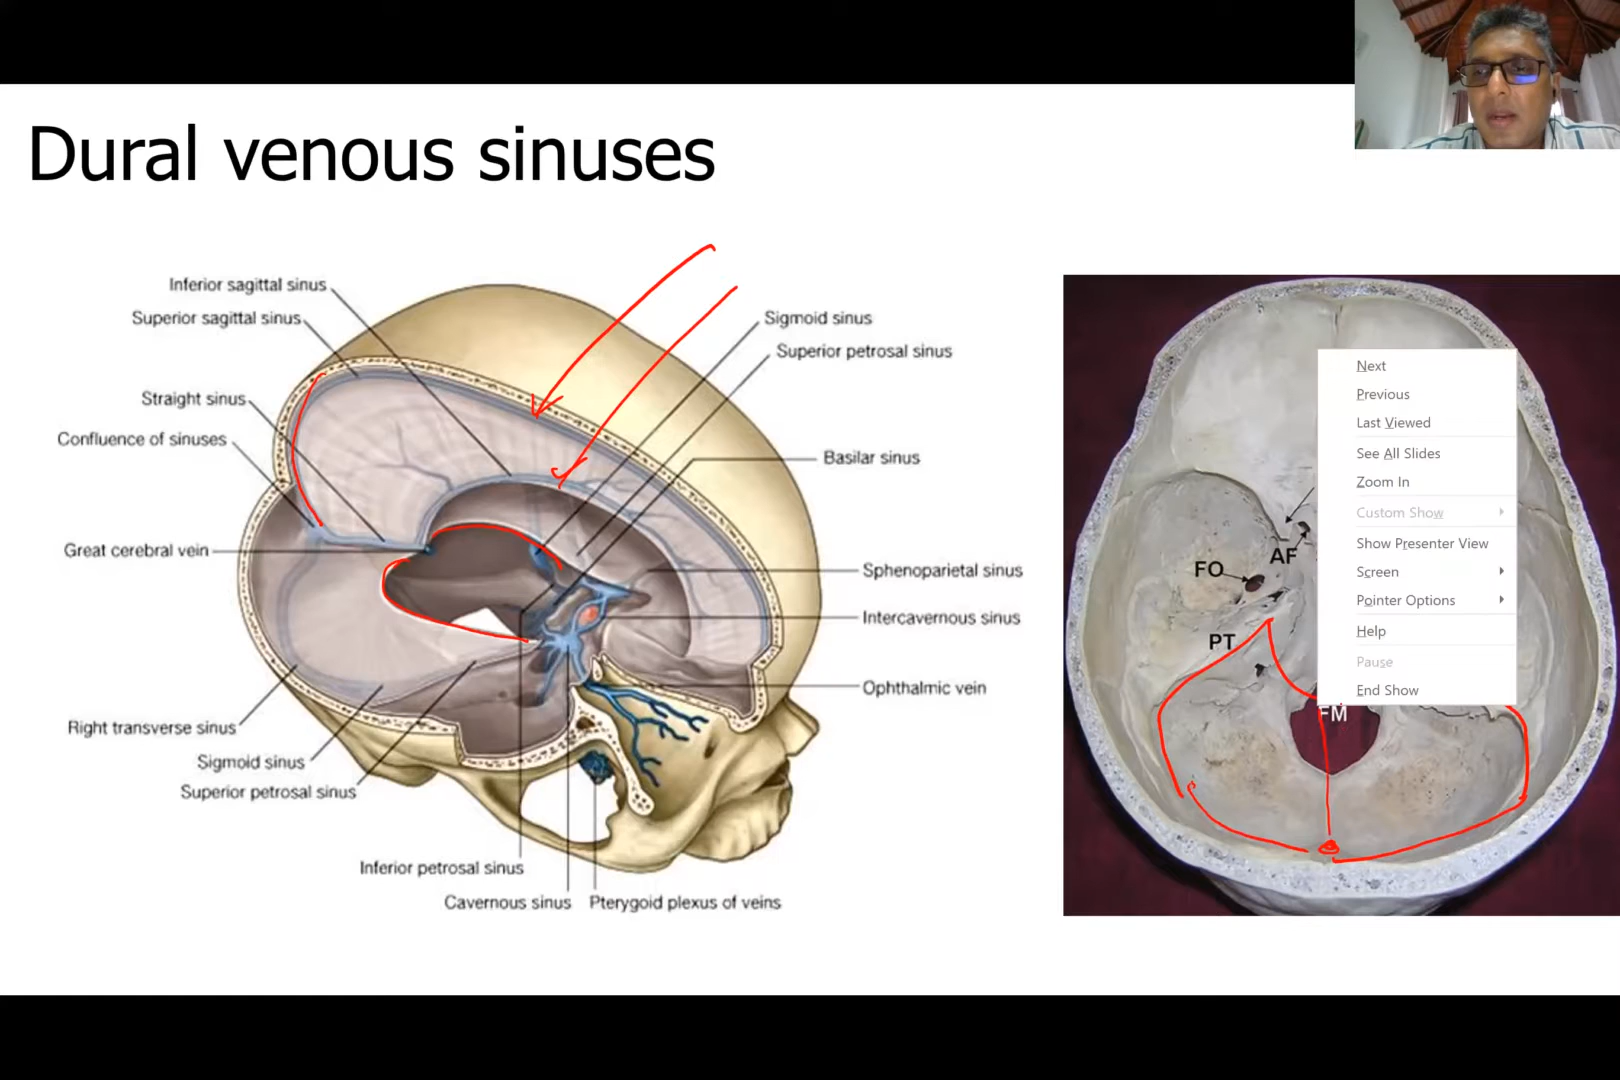 Dural venous sinuses
Inferior sagittal sinus
Superior sagittal sinus
Straight sinus
Confluence of sinuses
Great cerebral vein
Right transverse sinus
Sigmoid sinus
Superior petrosal sinus
Inferior petrosal sinus
Cavernous sinus
Pterygoid plexus of veins
Sigmoid sinus
Superior petrosal sinus
Basilar sinus
Sphenoparietal sinus
Intercavernous sinus
Ophthalmic vein
FO
AF
PT
FM
Next
Previous
Last Viewed
See All Slides
Zoom In
Custom Show
Show Presenter View
Screen
Pointer Options
Help
Pause
End Show